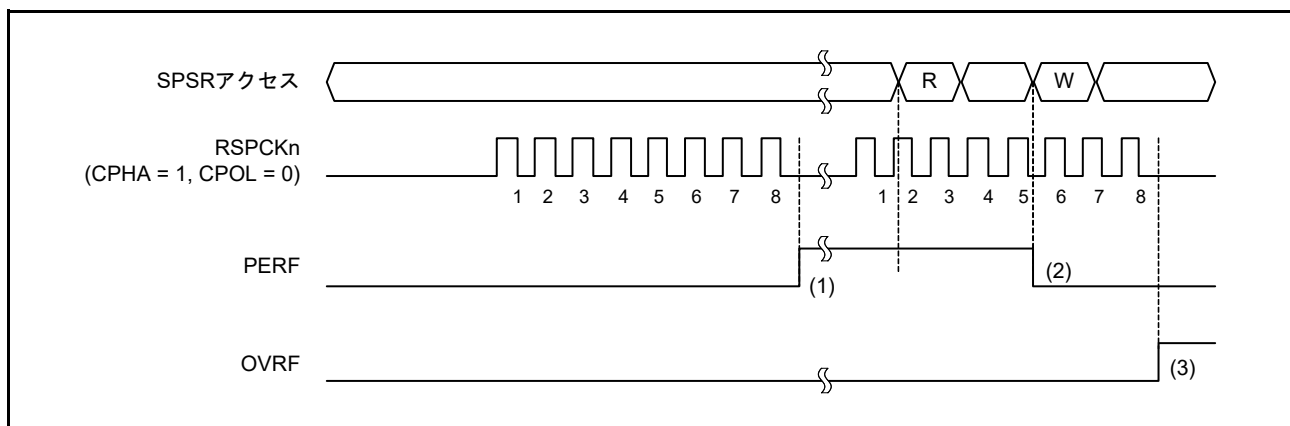 SPSRアクセス
R
W
RSPCKn
(CPHA = 1, CPOL = 0)
1 2 3 4 5 6 7 8 1 2 3 4 5 6 7 8
PERF
(1)
(2)
OVRF
(3)